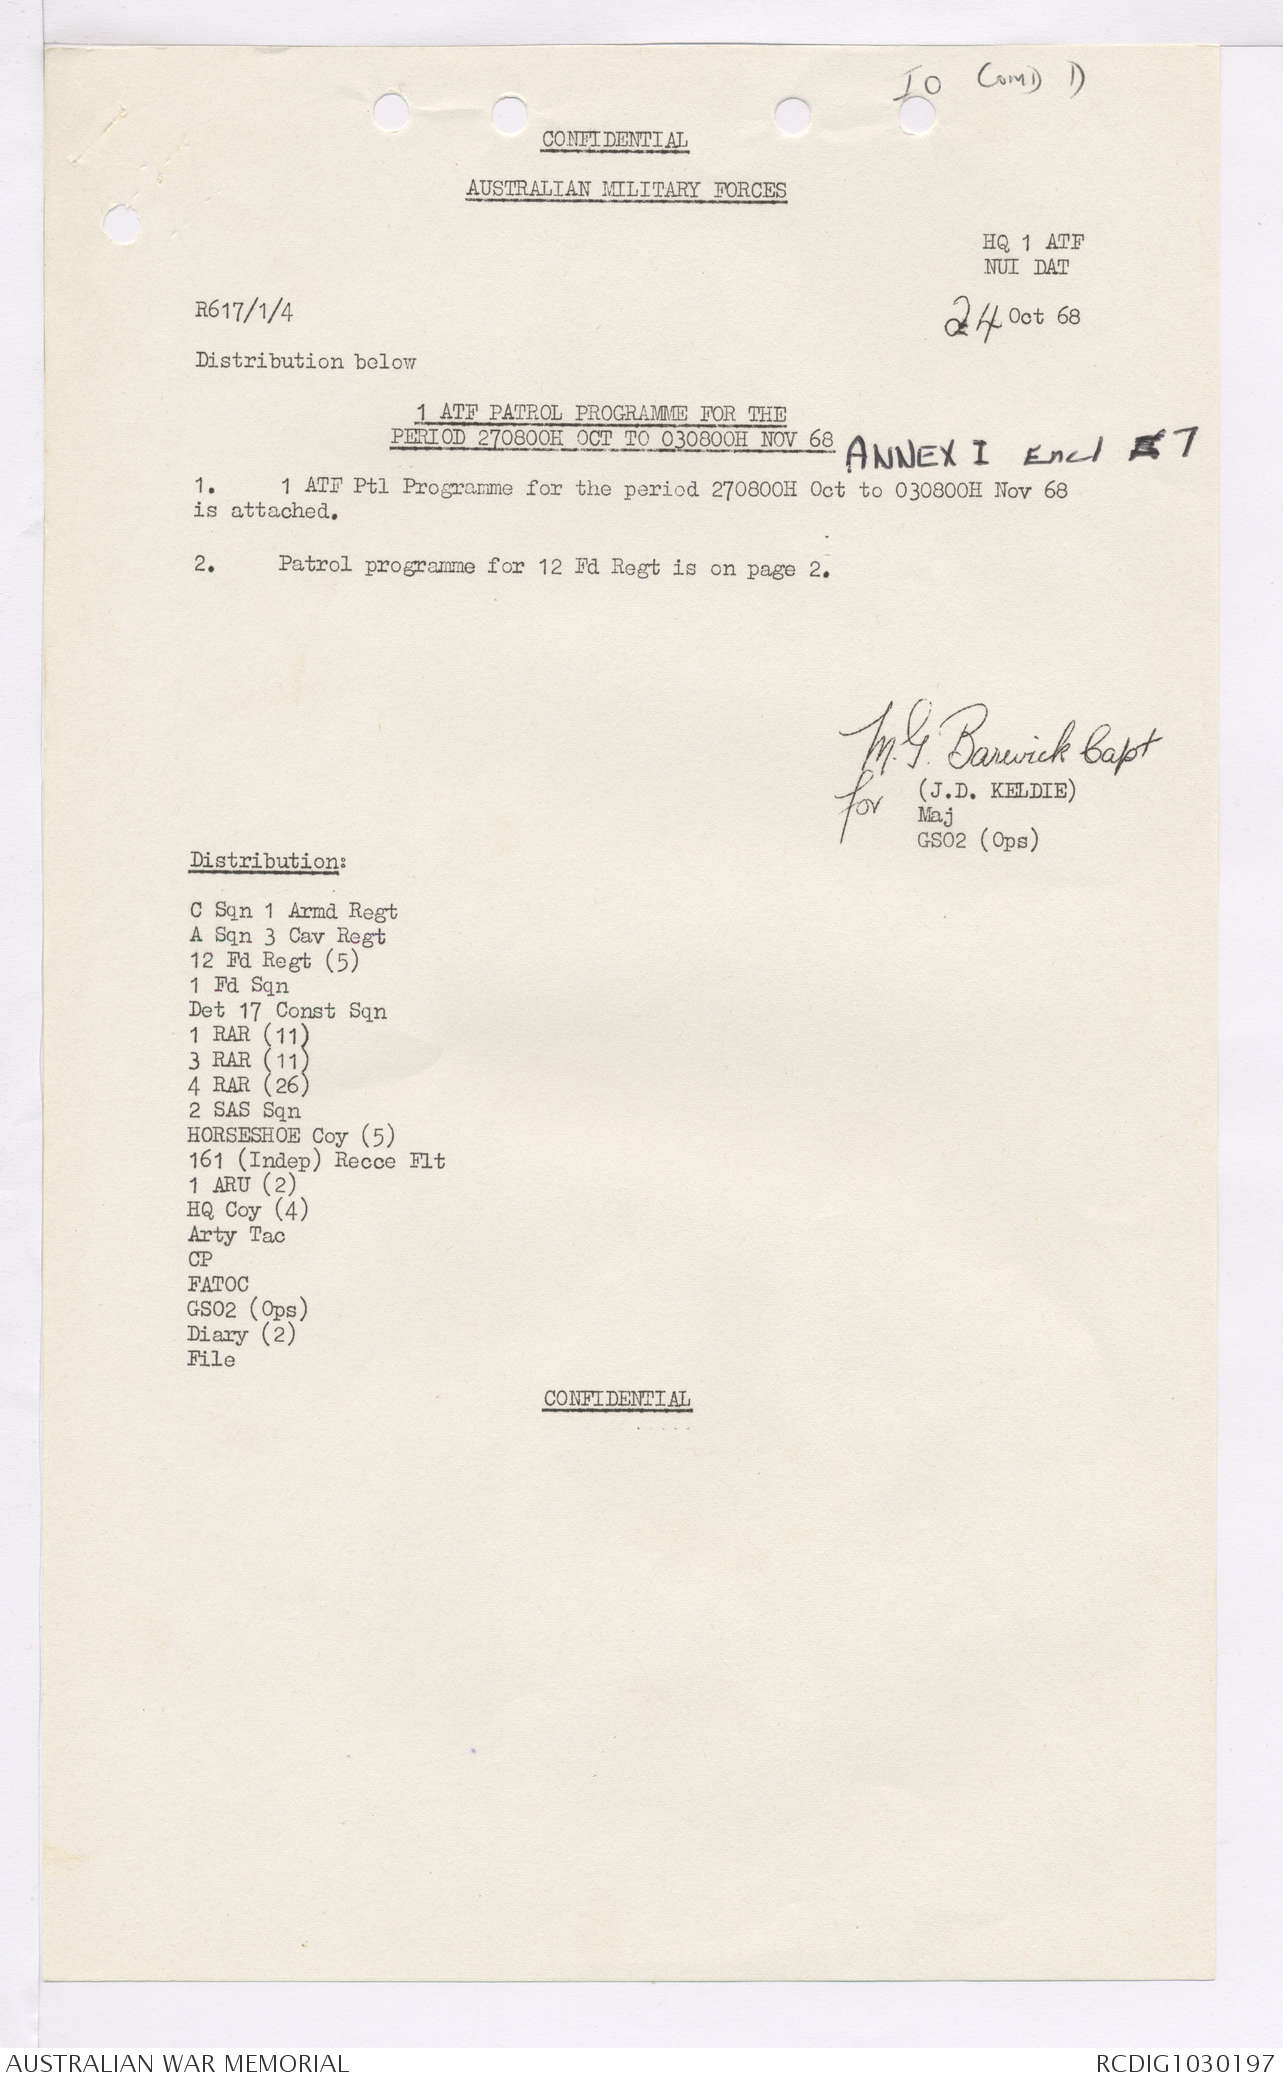 IO Comd D
CONFIDENTIAL
AUSTRALIAN MILITARY FORCES
HQ 1 ATF
NUI DAT
R617/1/4
24 Oct 68
Distribution below
1 ATF PATROL PROGRAMME FOR THE
PERIOD 270800H OCT TO 030800H NOV 68 ANNEX I Encl 7
1. 1 ATF Ptl Programme for the period 270800H Oct to 030800H Nov 68
is attached.
2. Patrol programme for 12 Fd Regt is on page 2.
M.G. Barwick Capt
for (J.D. KELDIE)
Maj
GSO2 (Ops)
Distribution:
C Sqn 1 Armd Regt
A Sqn 3 Cav Regt
12 Fd Regt (5)
1 Fd Sqn
Det 17 Const Sqn
1 RAR (11)
3 RAR (11)
4 RAR (26)
2 SAS Sqn
HORSESHOE Coy (5)
161 (Indep) Recce Flt
1 ARU (2)
HQ Coy (4)
Arty Tac
CP
FATOC
GSO2 (Ops)
Diary (2)
File
CONFIDENTIAL
AUSTRALIAN WAR MEMORIAL
RCDIG1030197